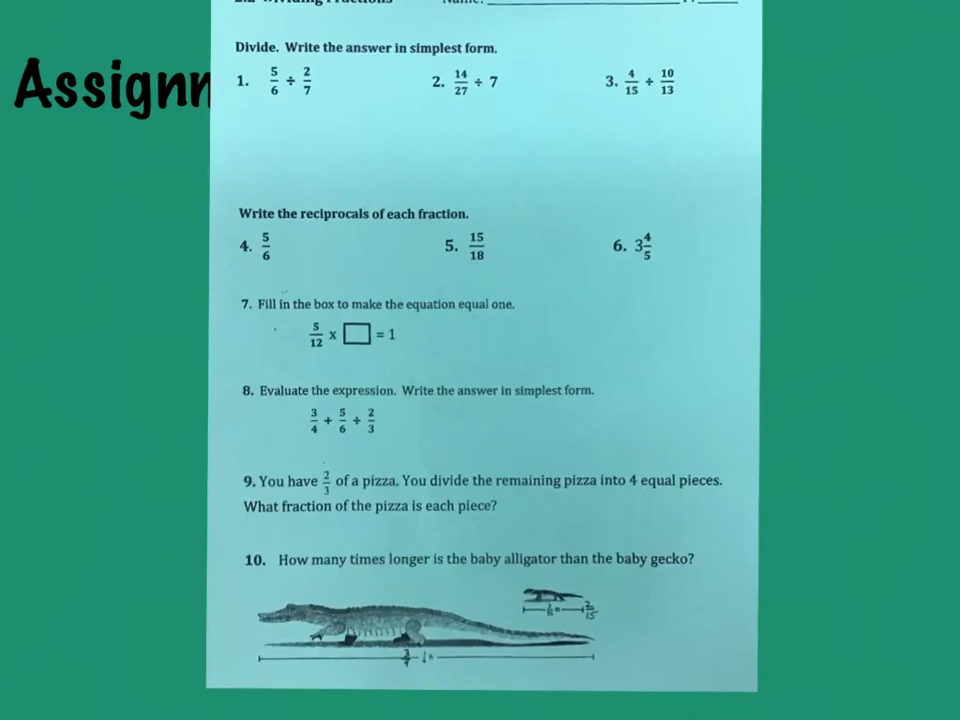 Assignm
Divide. Write the answer in simplest form.
1. 5/6 ÷ 2/7 2. 14/27 ÷ 7 3. 4/15 ÷ 10/13
Write the reciprocals of each fraction.
4. 5/6 5. 15/18 6. 3 4/5
7. Fill in the box to make the equation equal one.
5/12 x □ = 1
8. Evaluate the expression. Write the answer in simplest form.
3/4 + 5/6 ÷ 2/3
9. You have 2/3 of a pizza. You divide the remaining pizza into 4 equal pieces.
What fraction of the pizza is each piece?
10. How many times longer is the baby alligator than the baby gecko?
2/15
3/4